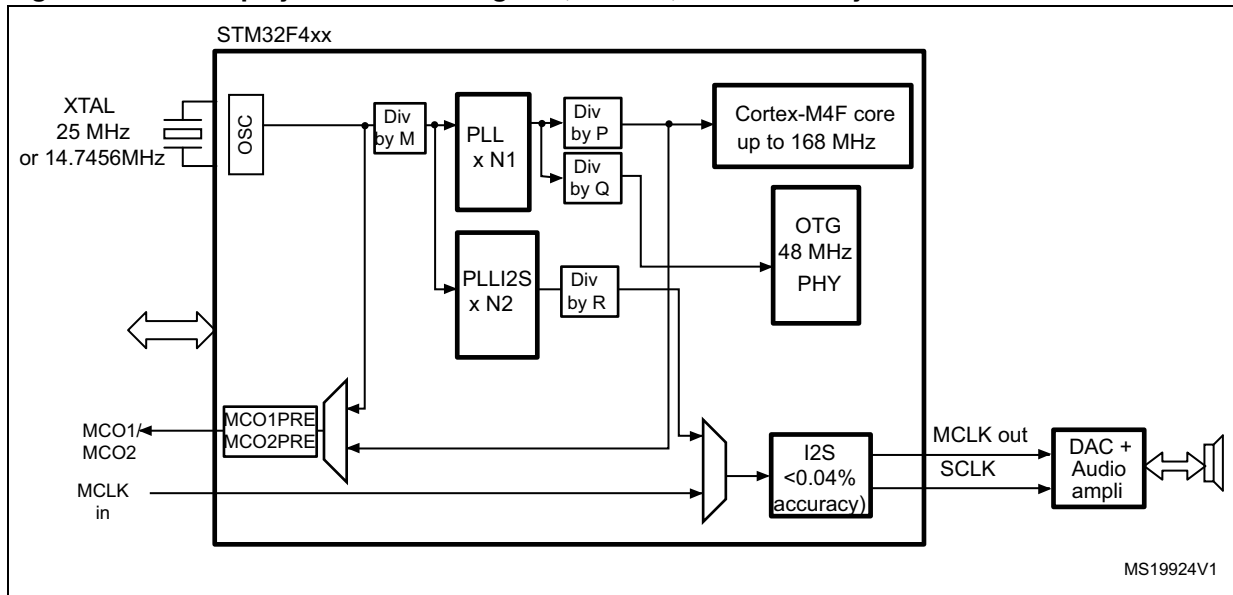 STM32F4xx
XTAL
25 MHz
or 14.7456MHz
OSC
Div
by M
PLL
x N1
Div
by P
Div
by Q
Cortex-M4F core
up to 168 MHz
OTG
48 MHz
PHY
PLLI2S
x N2
Div
by R
MCO1PRE
MCO2PRE
MCO1/
MCO2
MCLK
in
I2S
<0.04%
accuracy)
MCLK out
SCLK
DAC +
Audio
ampli
MS19924V1